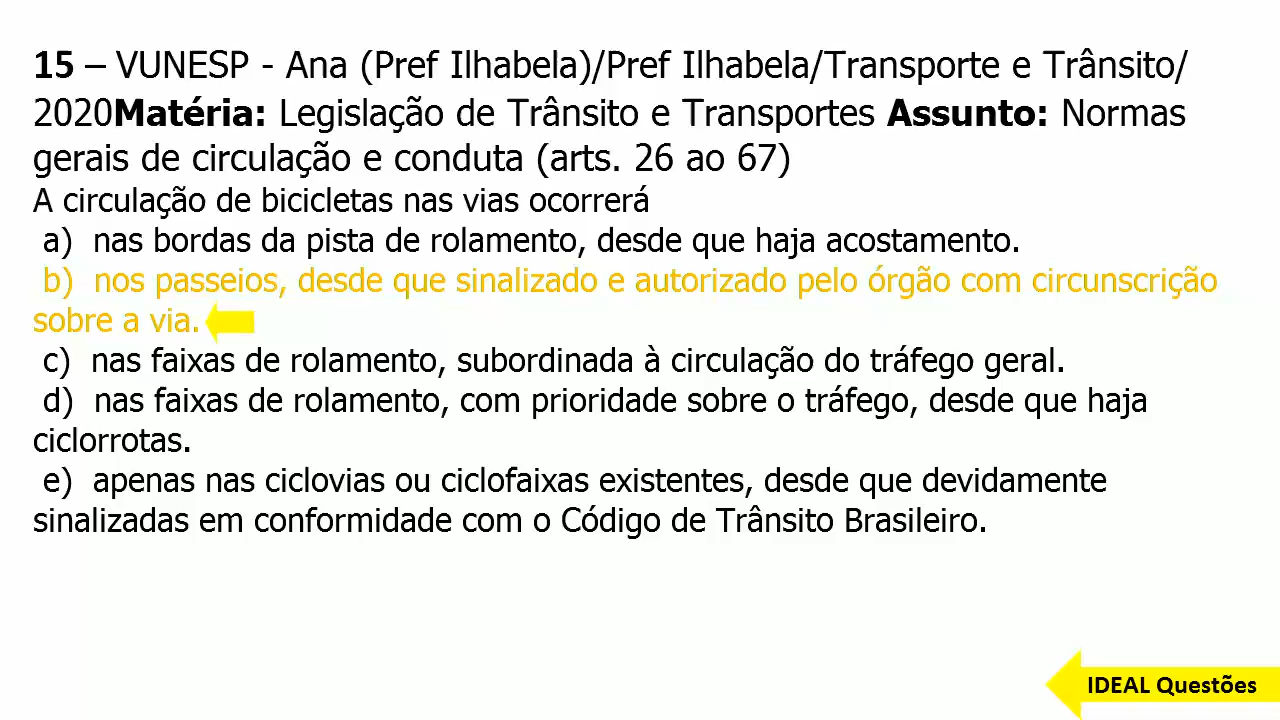 15 – VUNESP - Ana (Pref Ilhabela)/Pref Ilhabela/Transporte e Trânsito/
2020Matéria: Legislação de Trânsito e Transportes Assunto: Normas
gerais de circulação e conduta (arts. 26 ao 67)
A circulação de bicicletas nas vias ocorrerá
a) nas bordas da pista de rolamento, desde que haja acostamento.
b) nos passeios, desde que sinalizado e autorizado pelo órgão com circunscrição
sobre a via.
c) nas faixas de rolamento, subordinada à circulação do tráfego geral.
d) nas faixas de rolamento, com prioridade sobre o tráfego, desde que haja
ciclorrotas.
e) apenas nas ciclovias ou ciclofaixas existentes, desde que devidamente
sinalizadas em conformidade com o Código de Trânsito Brasileiro.
IDEAL Questões